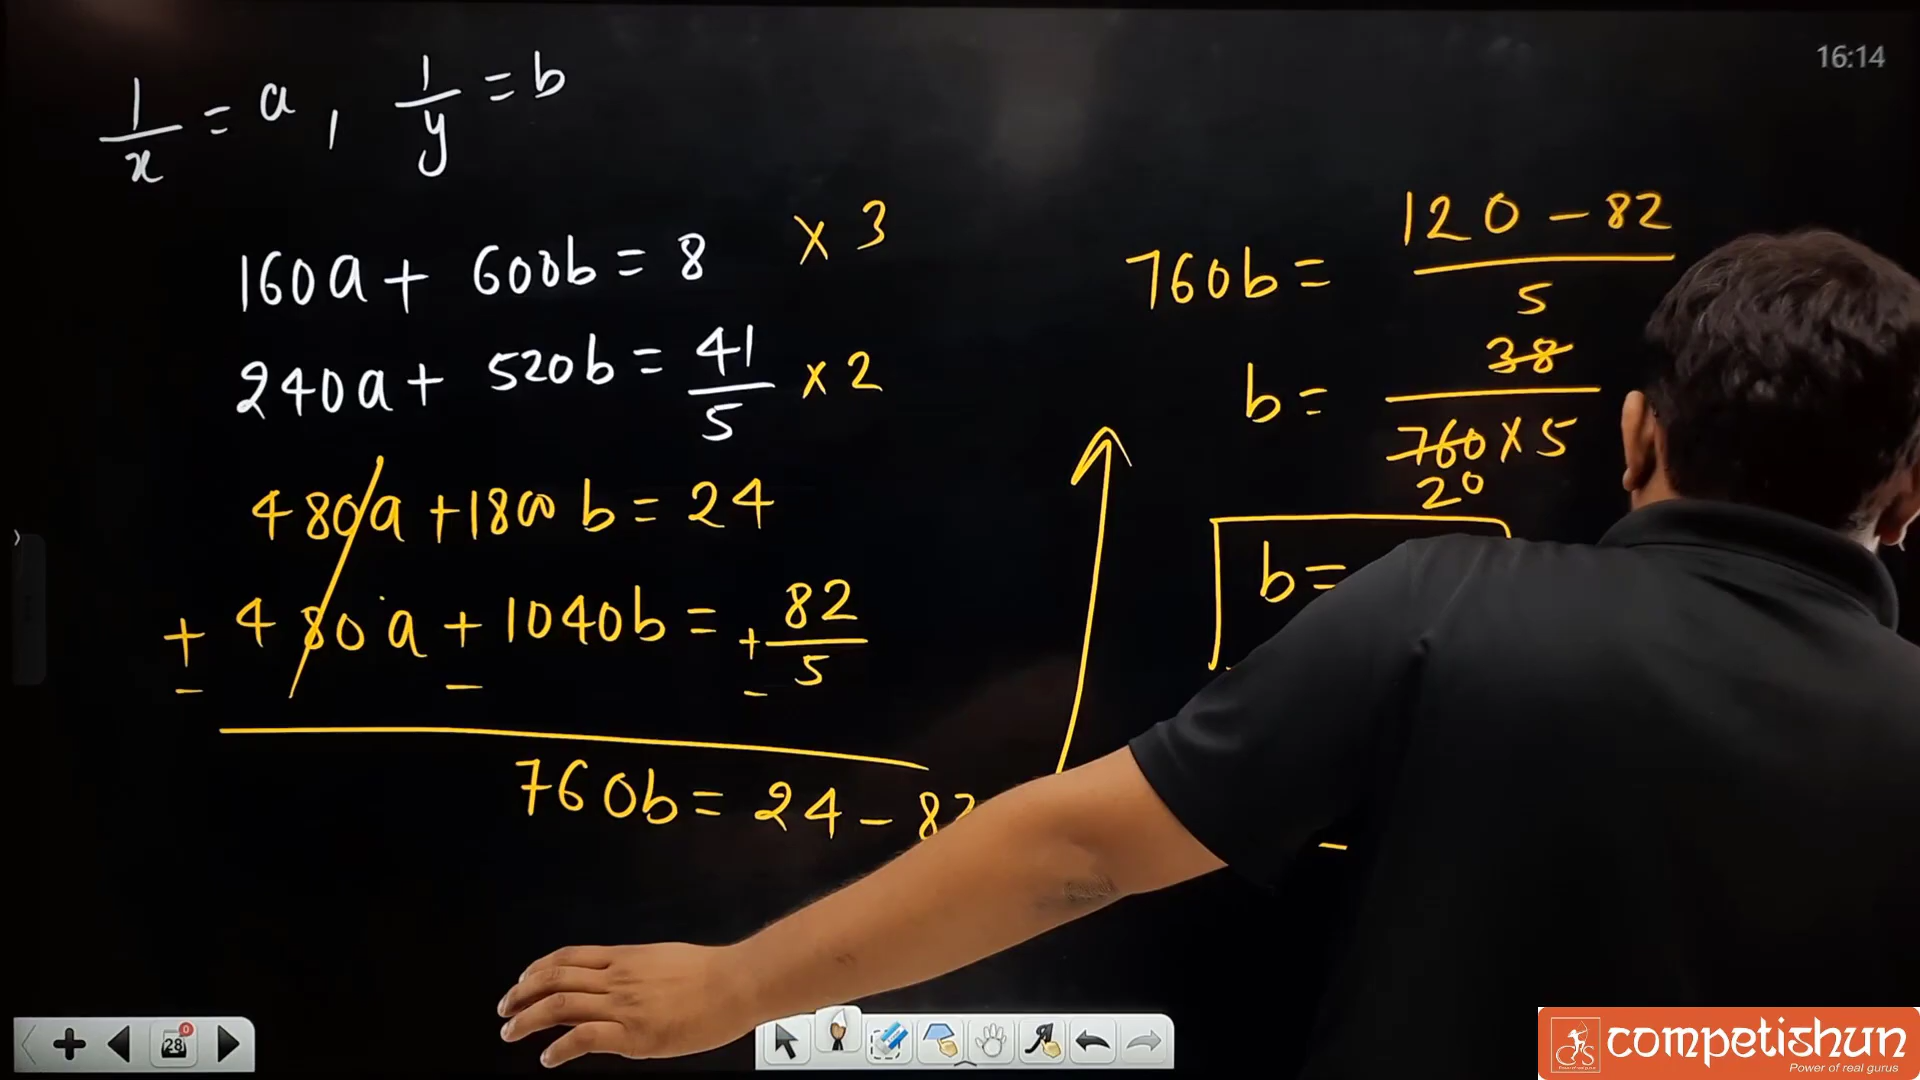 16:14
1/x = a, 1/y = b
160a + 600b = 8 × 3
240a + 520b = 41/5 × 2
480a + 1800b = 24
+ 480a + 1040b = + 82/5
− − −
760b = 24 −
760b = 120 − 82 / 5
b = 38 / 760 × 5
20
b =
28
0
competishun
Power of real gurus